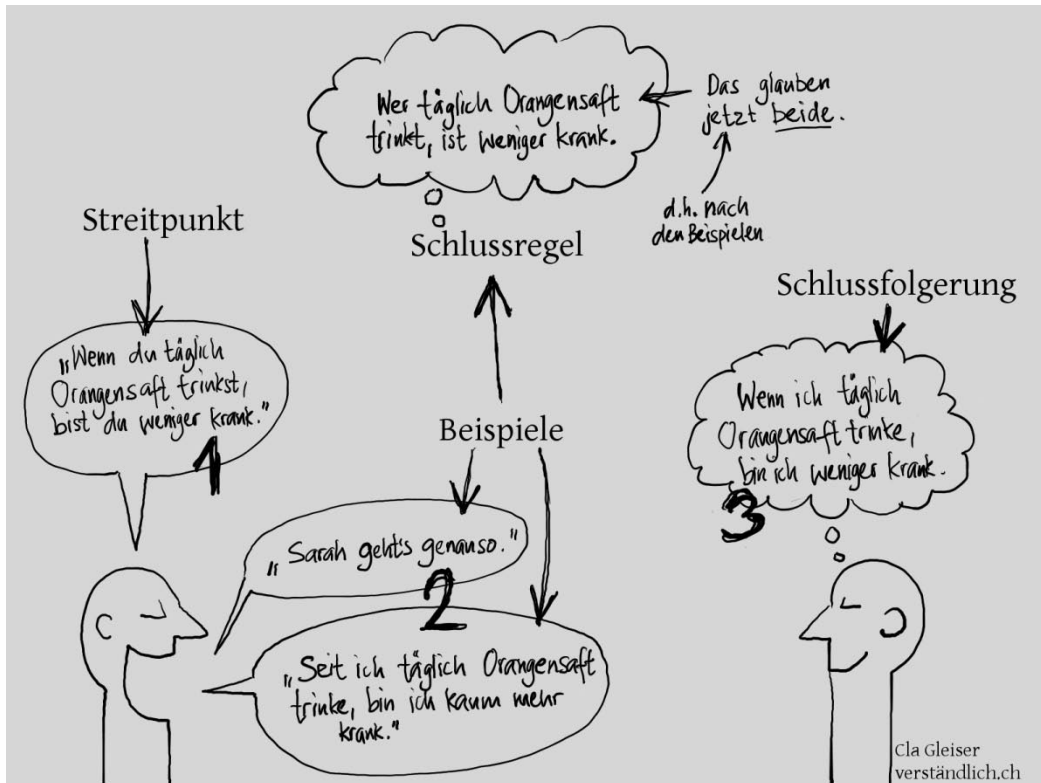 Wer täglich Orangensaft
trinkt, ist weniger krank.
Das glauben
jetzt beide.
d.h. nach
den Beispielen
Streitpunkt
Schlussregel
Schlussfolgerung
„Wenn du täglich
Orangensaft trinkst,
bist du weniger krank."
1
Wenn ich täglich
Orangensaft trinke,
bin ich weniger krank.
3
Beispiele
„Sarah geht's genauso."
2
„Seit ich täglich Orangensaft
trinke, bin ich kaum mehr
krank."
Cla Gleiser
verständlich.ch